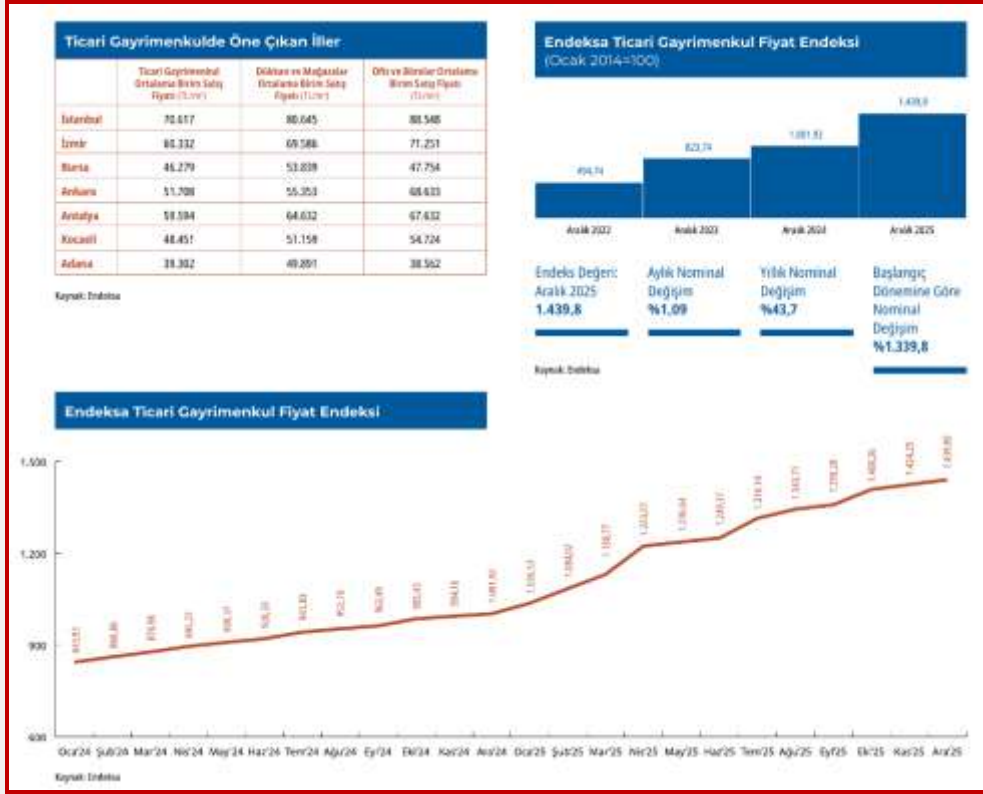 Ticari Gayrimenkulde Öne Çıkan İller
Ticari Gayrimenkul Ortalama Birim Satış Fiyatı (TL/m²)
Dükkan ve Mağazalar Ortalama Birim Satış Fiyatı (TL/m²)
Ofis ve Bürolar Ortalama Birim Satış Fiyatı (TL/m²)
İstanbul 70.617 80.645 88.548
İzmir 60.332 69.586 71.251
Bursa 46.279 53.839 47.754
Ankara 51.708 55.353 68.633
Antalya 59.594 64.632 67.632
Kocaeli 48.451 51.159 54.724
Adana 39.302 49.891 38.562
Kaynak: Endeksa
Endeksa Ticari Gayrimenkul Fiyat Endeksi
(Ocak 2014=100)
494,74
823,74
1.001,92
1.439,8
Aralık 2022
Aralık 2023
Aralık 2024
Aralık 2025
Endeks Değeri:
Aralık 2025
1.439,8
Aylık Nominal
Değişim
%1,09
Yıllık Nominal
Değişim
%43,7
Başlangıç
Dönemine Göre
Nominal
Değişim
%1.339,8
Kaynak: Endeksa
Endeksa Ticari Gayrimenkul Fiyat Endeksi
1.500
1.200
900
600
Oca'24 Şub'24 Mar'24 Nis'24 May'24 Haz'24 Tem'24 Ağu'24 Eyl'24 Eki'24 Kas'24 Ara'24 Oca'25 Şub'25 Mar'25 Nis'25 May'25 Haz'25 Tem'25 Ağu'25 Eyl'25 Eki'25 Kas'25 Ara'25
Kaynak: Endeksa